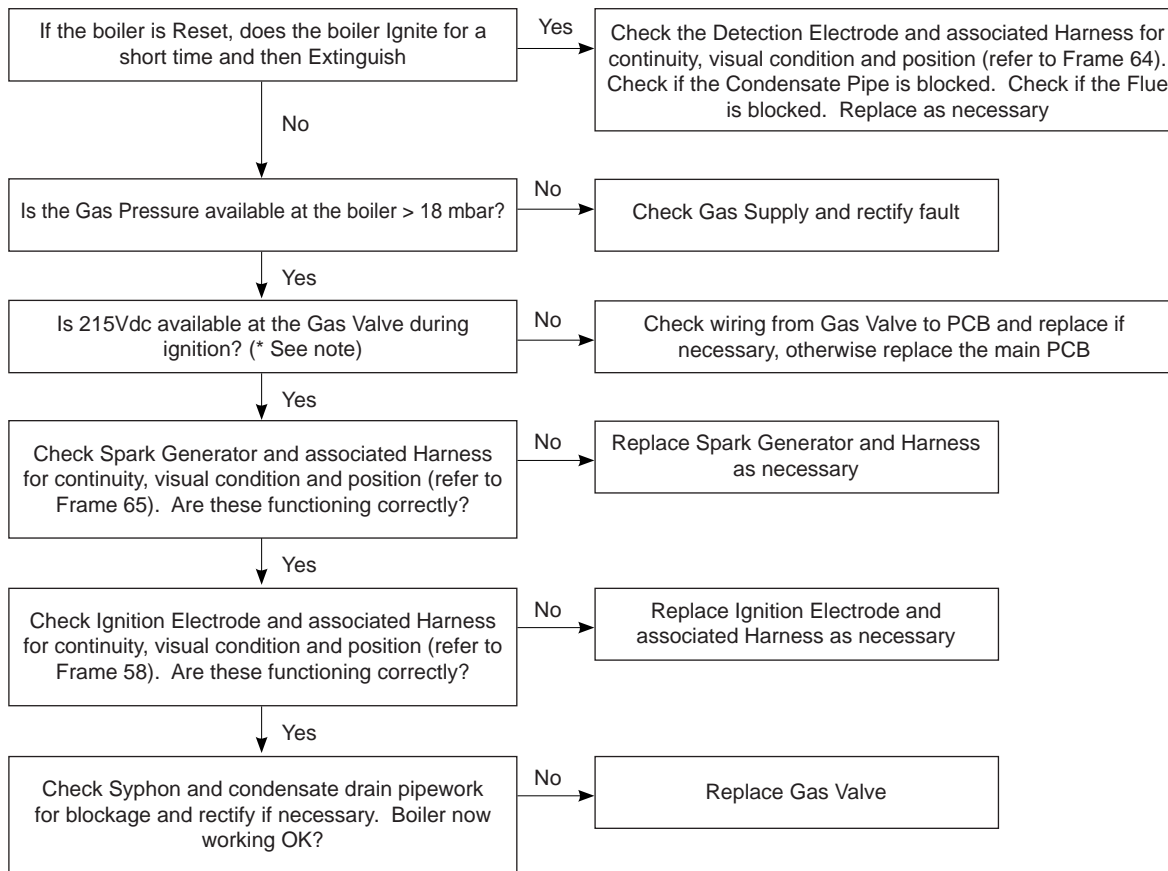 If the boiler is Reset, does the boiler Ignite for a
short time and then Extinguish
Yes
Check the Detection Electrode and associated Harness for
continuity, visual condition and position (refer to Frame 64).
Check if the Condensate Pipe is blocked.  Check if the Flue
is blocked.  Replace as necessary
No
Is the Gas Pressure available at the boiler > 18 mbar?
No
Check Gas Supply and rectify fault
Yes
Is 215Vdc available at the Gas Valve during
ignition? (* See note)
No
Check wiring from Gas Valve to PCB and replace if
necessary, otherwise replace the main PCB
Yes
Check Spark Generator and associated Harness
for continuity, visual condition and position (refer to
Frame 65).  Are these functioning correctly?
No
Replace Spark Generator and Harness
as necessary
Yes
Check Ignition Electrode and associated Harness
for continuity, visual condition and position (refer to
Frame 58).  Are these functioning correctly?
No
Replace Ignition Electrode and
associated Harness as necessary
Yes
Check Syphon and condensate drain pipework
for blockage and rectify if necessary.  Boiler now
working OK?
No
Replace Gas Valve